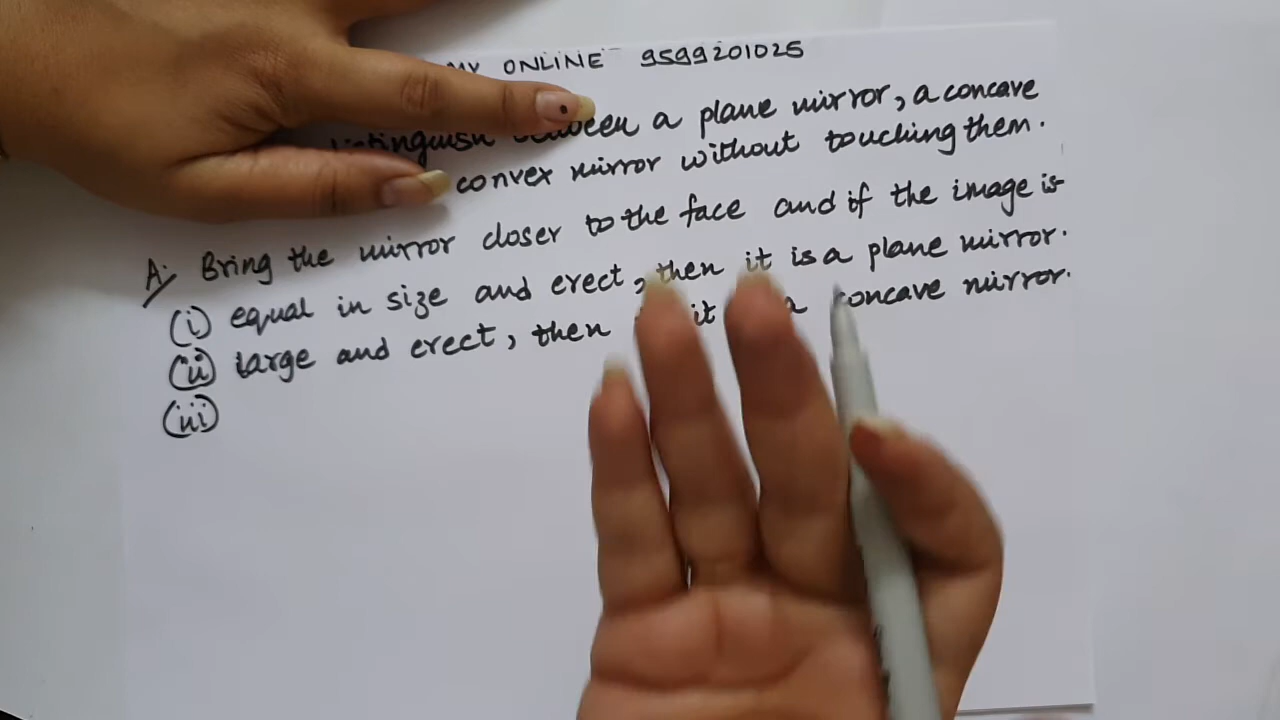 ONLINE 9599201025
between a plane mirror, a concave
convex mirror without touching them.
A: Bring the mirror closer to the face and if the image is
(i) equal in size and erect, then it is a plane mirror.
(ii) large and erect, then it a concave mirror.
(iii)